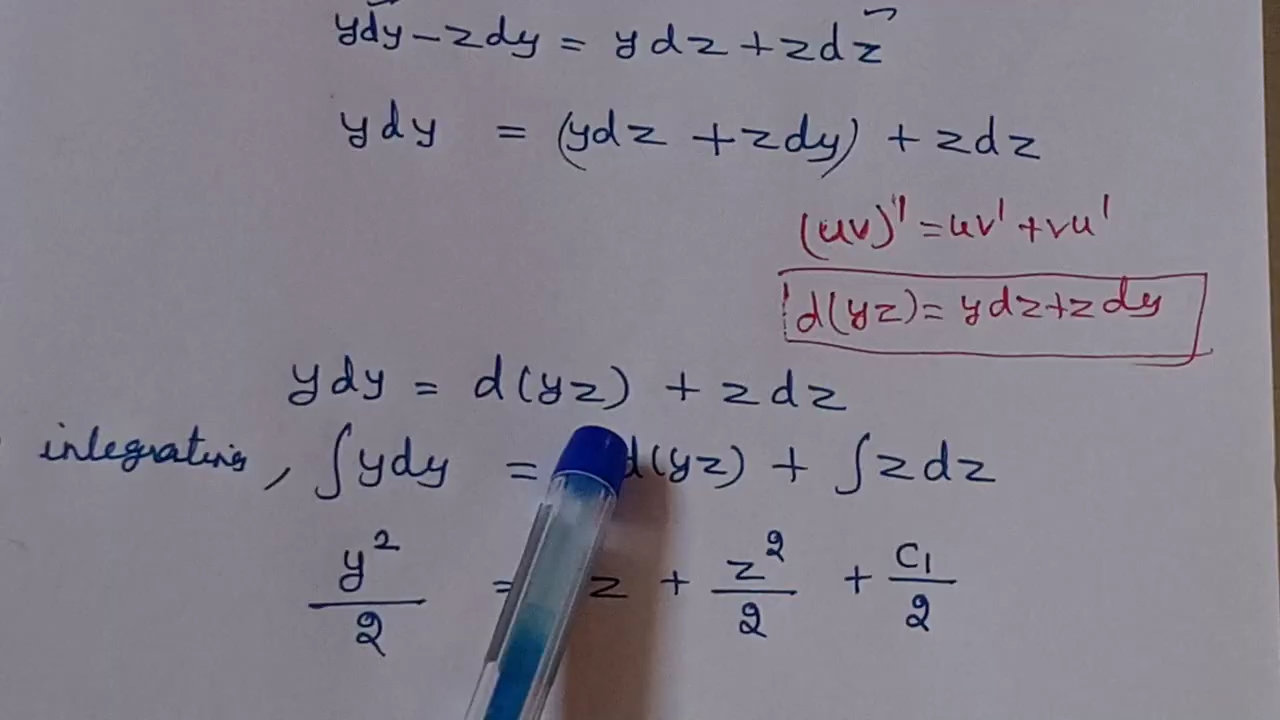 ydy - zdy = ydz + zdz
ydy = (ydz + zdy) + zdz
(uv)' = uv' + vu'
d(yz) = ydz + zdy
ydy = d(yz) + zdz
integrating, ∫ydy = d(yz) + ∫zdz
y²/2 = z + z²/2 + C₁/2